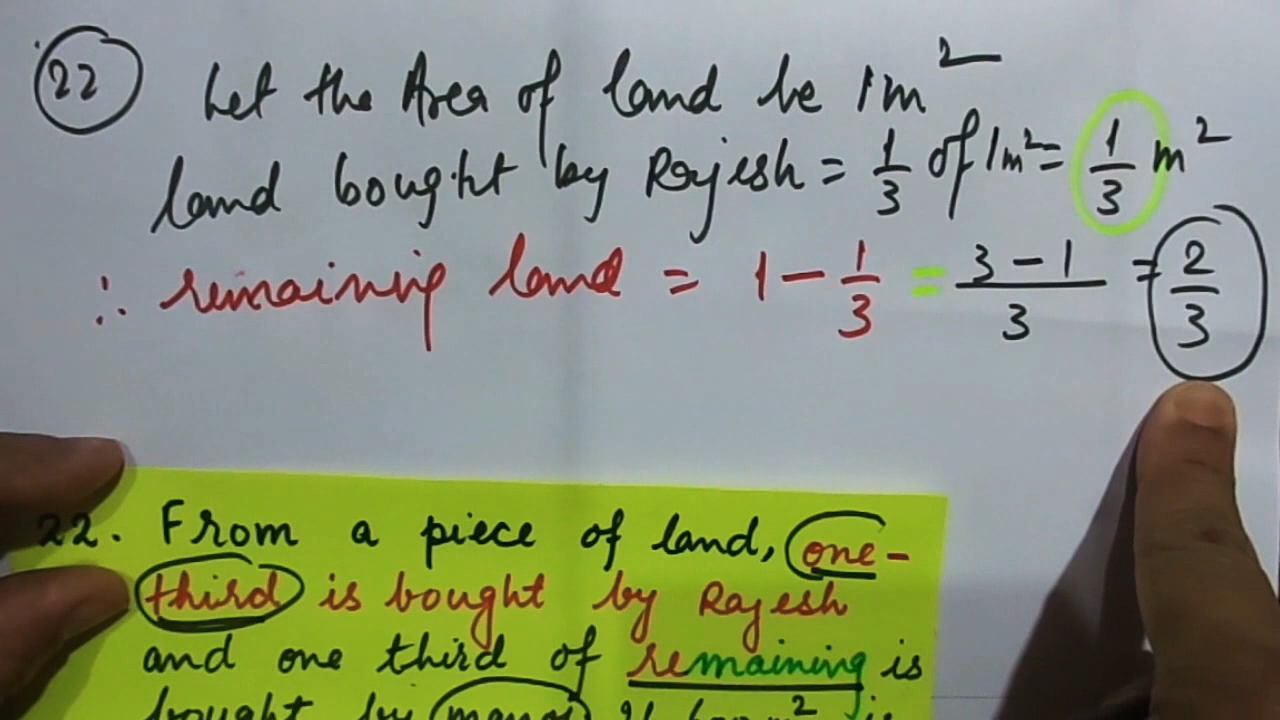 22 Let the Area of land be 1m²
land bought by Rajesh = 1/3 of 1m² = 1/3 m²
∴ remaining land = 1 - 1/3 = 3-1/3 = 2/3
22. From a piece of land, one-
third is bought by Rajesh
and one third of remaining is
bought by